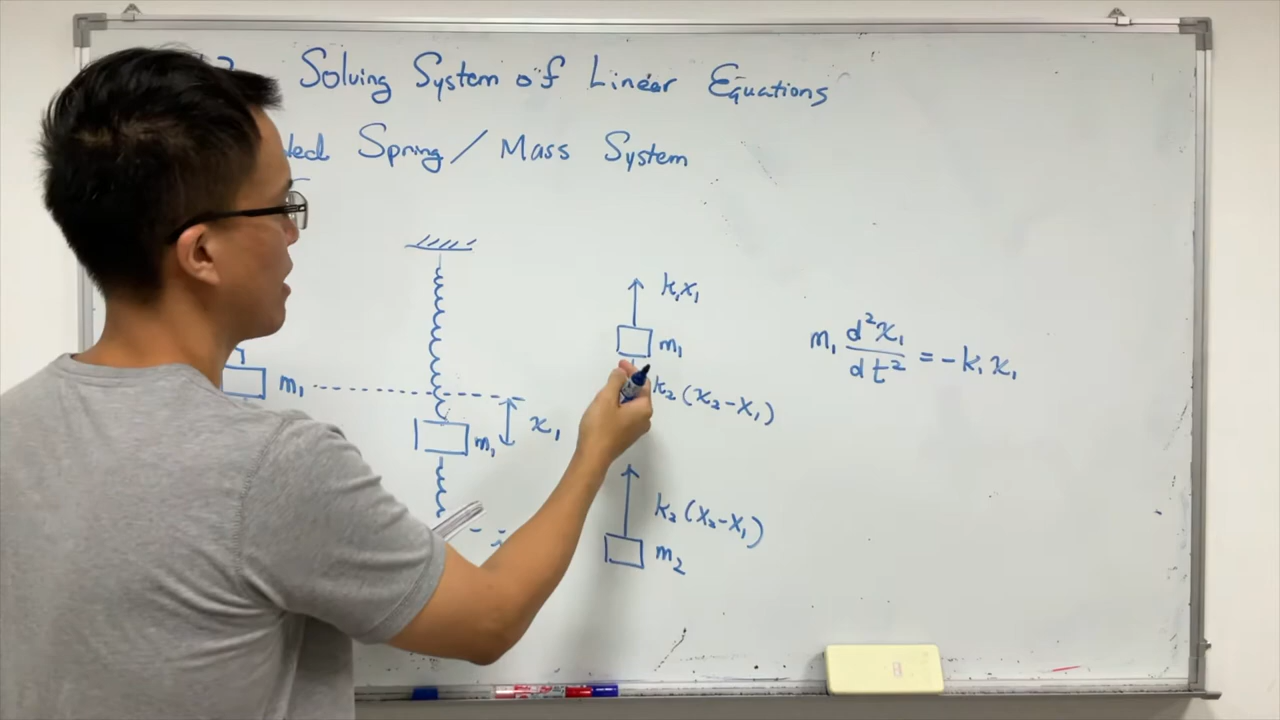 Solving System of Linear Equations
Spring / Mass System
k₁x₁
m₁
k₂(x₂-x₁)
m₁
m₁
x₁
k₂(x₂-x₁)
m₂
m₁ d²x₁/dt² = -k₁x₁